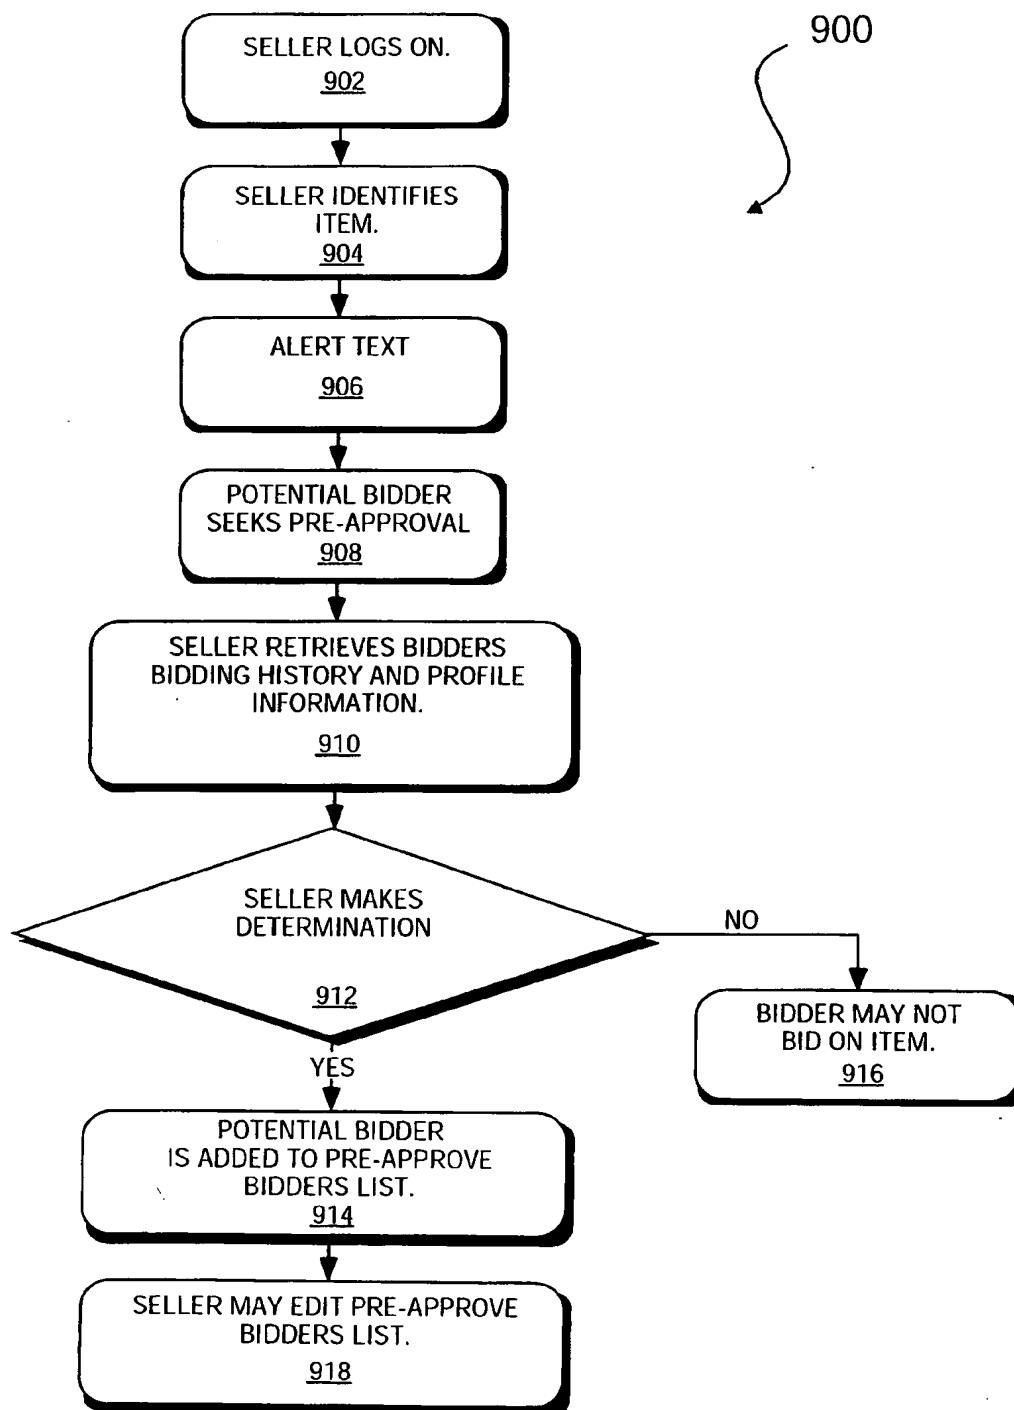 900
SELLER LOGS ON.
902
SELLER IDENTIFIES
ITEM.
904
ALERT TEXT
906
POTENTIAL BIDDER
SEEKS PRE-APPROVAL
908
SELLER RETRIEVES BIDDERS
BIDDING HISTORY AND PROFILE
INFORMATION.
910
SELLER MAKES
DETERMINATION
912
NO
BIDDER MAY NOT
BID ON ITEM.
916
YES
POTENTIAL BIDDER
IS ADDED TO PRE-APPROVE
BIDDERS LIST.
914
SELLER MAY EDIT PRE-APPROVE
BIDDERS LIST.
918